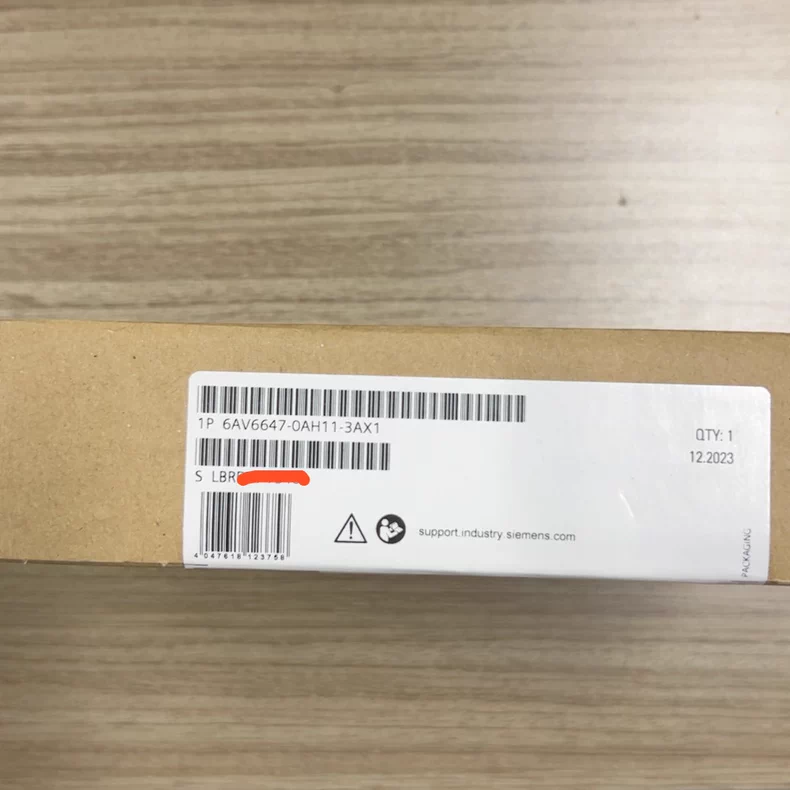 1P 6AV6647-0AH11-3AX1
QTY: 1
12.2023
S LBR
4 047618 123758
support.industry.siemens.com
PACKAGING